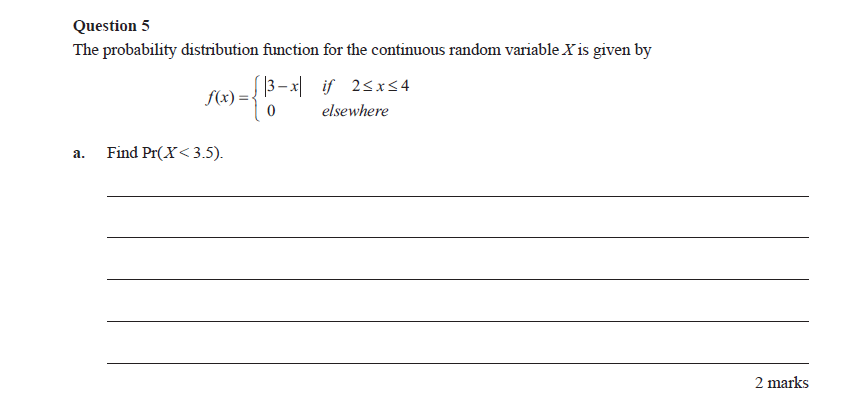 Question 5
The probability distribution function for the continuous random variable X is given by
f(x) = { |3 – x| if 2 ≤ x ≤ 4
0 elsewhere
a. Find Pr(X < 3.5).
2 marks